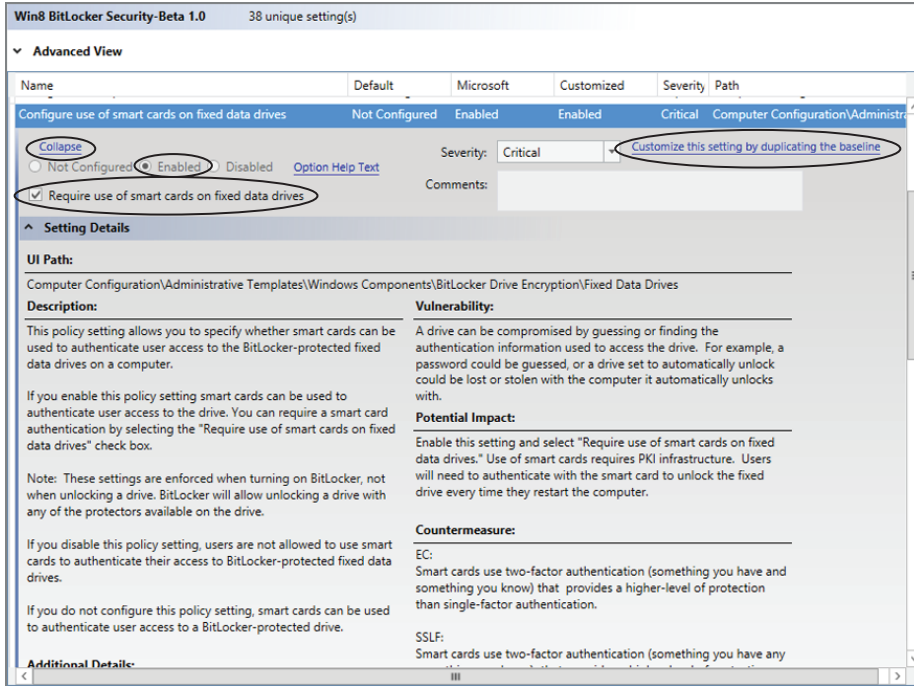 Win8 BitLocker Security-Beta 1.0 38 unique setting(s)
Advanced View
Name Default Microsoft Customized Severity Path
Configure use of smart cards on fixed data drives Not Configured Enabled Enabled Critical Computer Configuration\Administra
Collapse
Severity: Critical
Customize this setting by duplicating the baseline
Not Configured Enabled Disabled Option Help Text
Comments:
Require use of smart cards on fixed data drives
Setting Details
UI Path:
Computer Configuration\Administrative Templates\Windows Components\BitLocker Drive Encryption\Fixed Data Drives
Description:
This policy setting allows you to specify whether smart cards can be
used to authenticate user access to the BitLocker-protected fixed
data drives on a computer.
If you enable this policy setting smart cards can be used to
authenticate user access to the drive. You can require a smart card
authentication by selecting the "Require use of smart cards on fixed
data drives" check box.
Note: These settings are enforced when turning on BitLocker, not
when unlocking a drive. BitLocker will allow unlocking a drive with
any of the protectors available on the drive.
If you disable this policy setting, users are not allowed to use smart
cards to authenticate their access to BitLocker-protected fixed data
drives.
If you do not configure this policy setting, smart cards can be used
to authenticate user access to a BitLocker-protected drive.
Additional Details:
Vulnerability:
A drive can be compromised by guessing or finding the
authentication information used to access the drive. For example, a
password could be guessed, or a drive set to automatically unlock
could be lost or stolen with the computer it automatically unlocks
with.
Potential Impact:
Enable this setting and select "Require use of smart cards on fixed
data drives." Use of smart cards requires PKI infrastructure. Users
will need to authenticate with the smart card to unlock the fixed
drive every time they restart the computer.
Countermeasure:
EC:
Smart cards use two-factor authentication (something you have and
something you know) that provides a higher-level of protection
than single-factor authentication.
SSLF:
Smart cards use two-factor authentication (something you have any